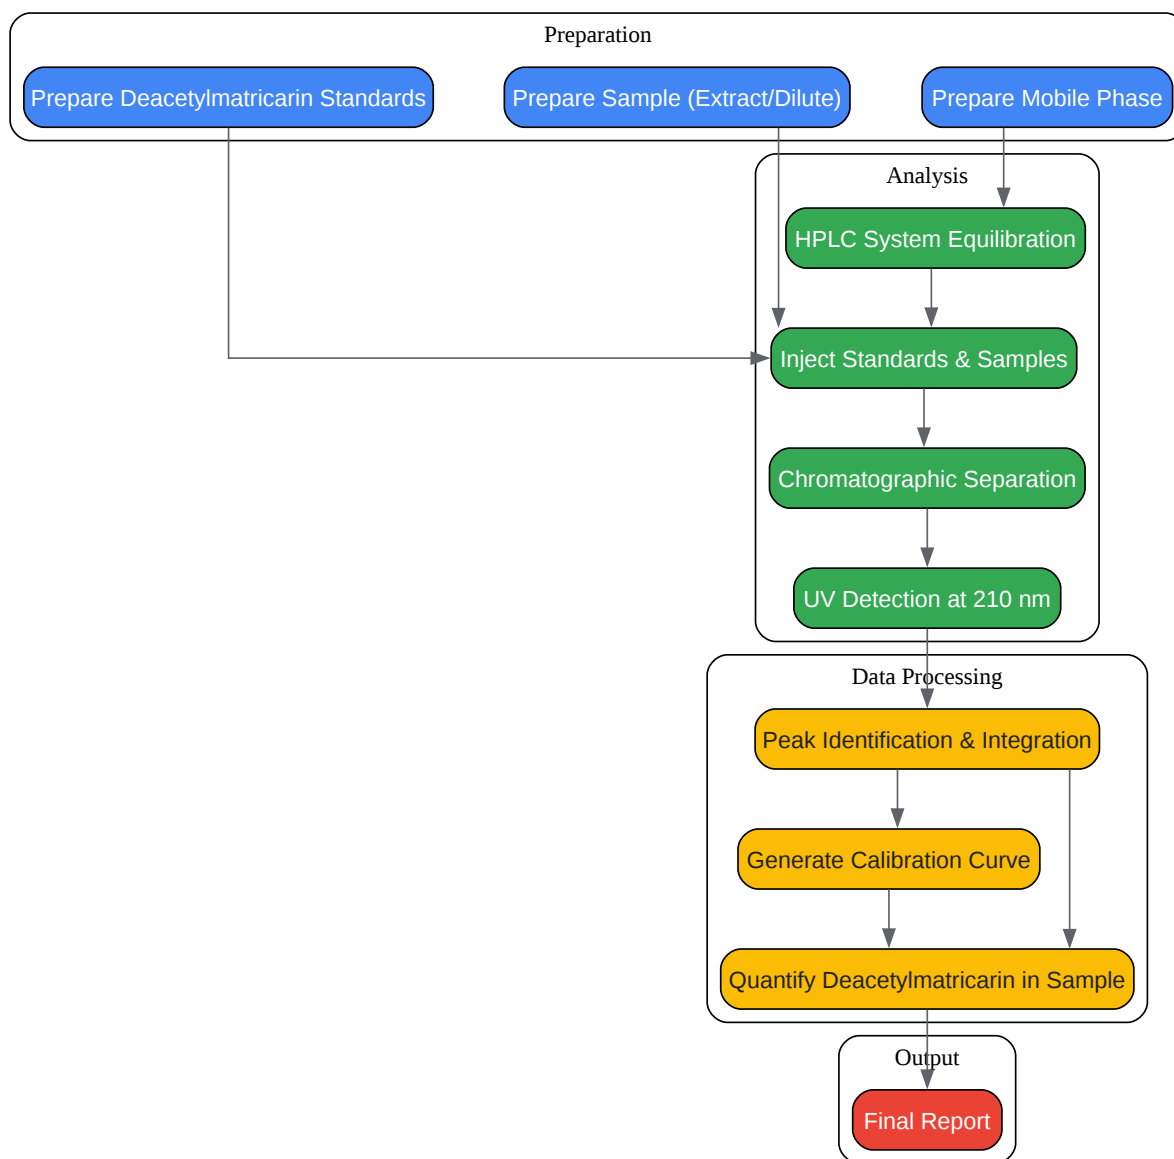 Preparation
Prepare Deacetylmatricarin Standards
Prepare Sample (Extract/Dilute)
Prepare Mobile Phase
Analysis
HPLC System Equilibration
Inject Standards & Samples
Chromatographic Separation
UV Detection at 210 nm
Data Processing
Peak Identification & Integration
Generate Calibration Curve
Quantify Deacetylmatricarin in Sample
Output
Final Report